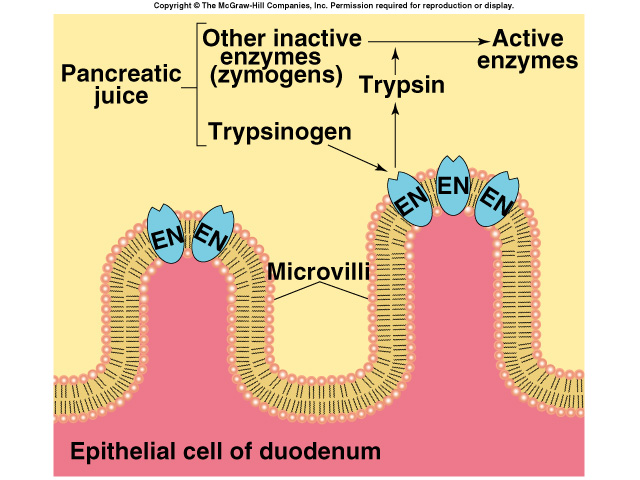 Copyright © The McGraw-Hill Companies, Inc. Permission required for reproduction or display.
Other inactive
enzymes
(zymogens)
Active
enzymes
Pancreatic
juice
Trypsin
Trypsinogen
EN
EN
EN
EN
EN
Microvilli
Epithelial cell of duodenum